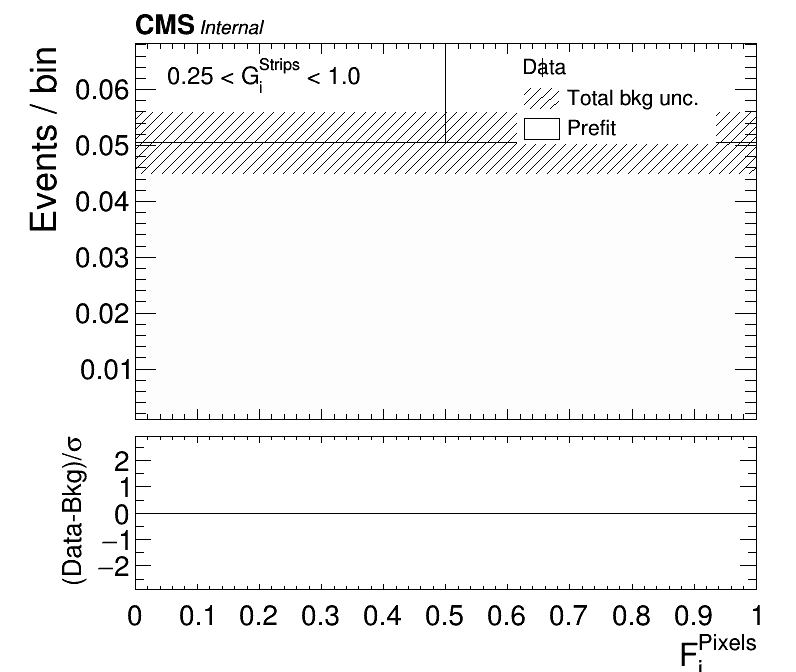 CMS Internal
Events / bin
0.25 < G_i^Strips < 1.0
Data
Total bkg unc.
Prefit
0.06
0.05
0.04
0.03
0.02
0.01
(Data-Bkg)/σ
2
1
0
−1
−2
0 0.1 0.2 0.3 0.4 0.5 0.6 0.7 0.8 0.9 1
F_i^Pixels